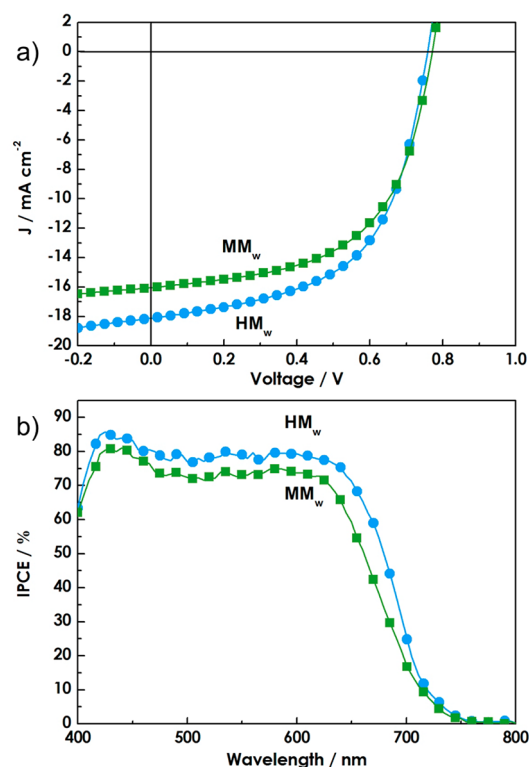 a)
2
0
-2
-4
-6
-8
-10
-12
-14
-16
-18
-20
J / mA cm-2
MMw
HMw
-0.2 0.0 0.2 0.4 0.6 0.8 1.0
Voltage / V
b)
90
80
70
60
50
40
30
20
10
0
IPCE / %
HMw
MMw
400 500 600 700 800
Wavelength / nm